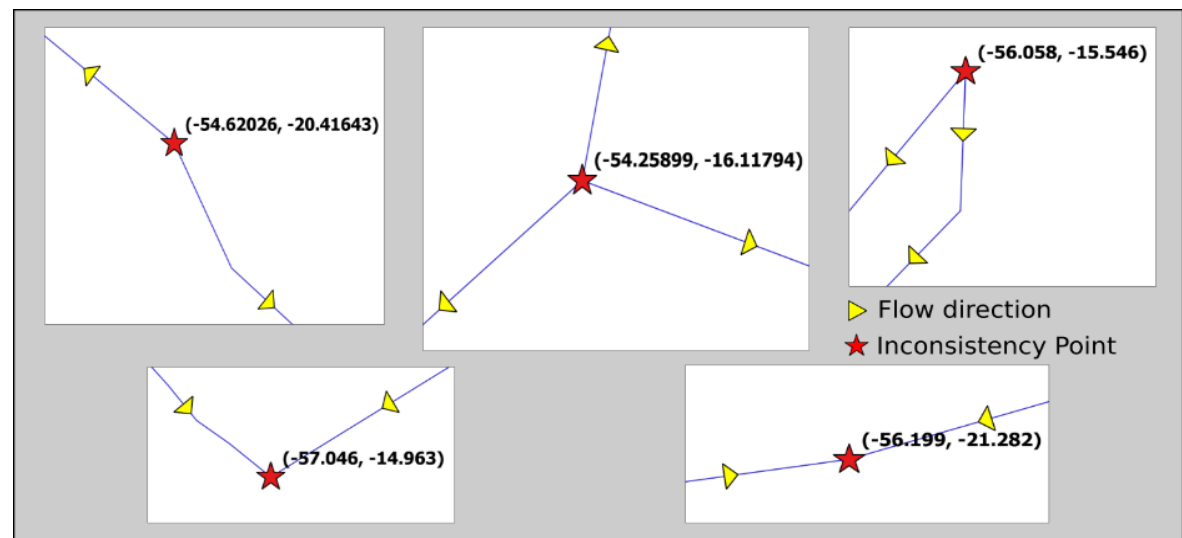 (-54.62026, -20.41643)
(-54.25899, -16.11794)
(-56.058, -15.546)
Flow direction
Inconsistency Point
(-57.046, -14.963)
(-56.199, -21.282)